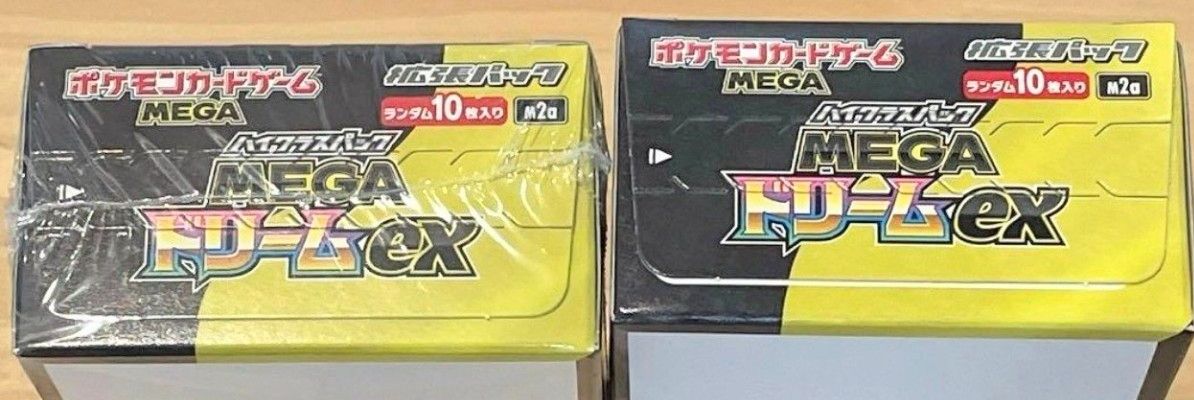 ポケモンカードゲーム
MEGA
拡張パック
ランダム10枚入り
M2a
ハイクラスパック
MEGA
ドリームex
ポケモンカードゲーム
MEGA
拡張パック
ランダム10枚入り
M2a
ハイクラスパック
MEGA
ドリームex